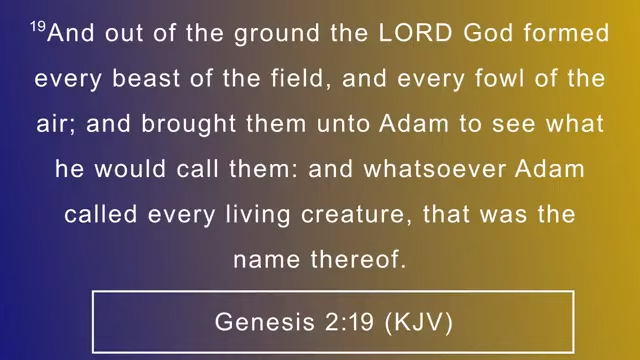 19And out of the ground the LORD God formed
every beast of the field, and every fowl of the
air; and brought them unto Adam to see what
he would call them: and whatsoever Adam
called every living creature, that was the
name thereof.
Genesis 2:19 (KJV)